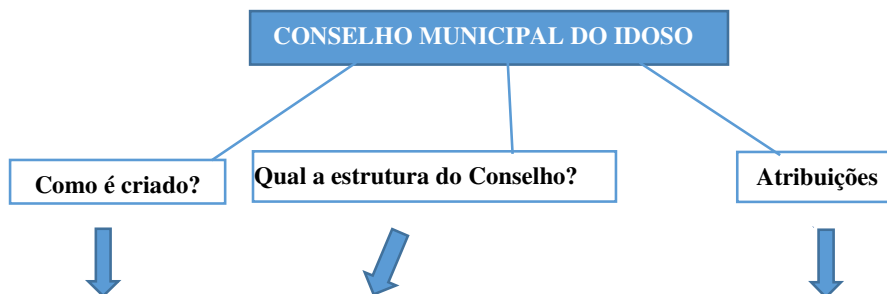 CONSELHO MUNICIPAL DO IDOSO
Como é criado?
Qual a estrutura do Conselho?
Atribuições